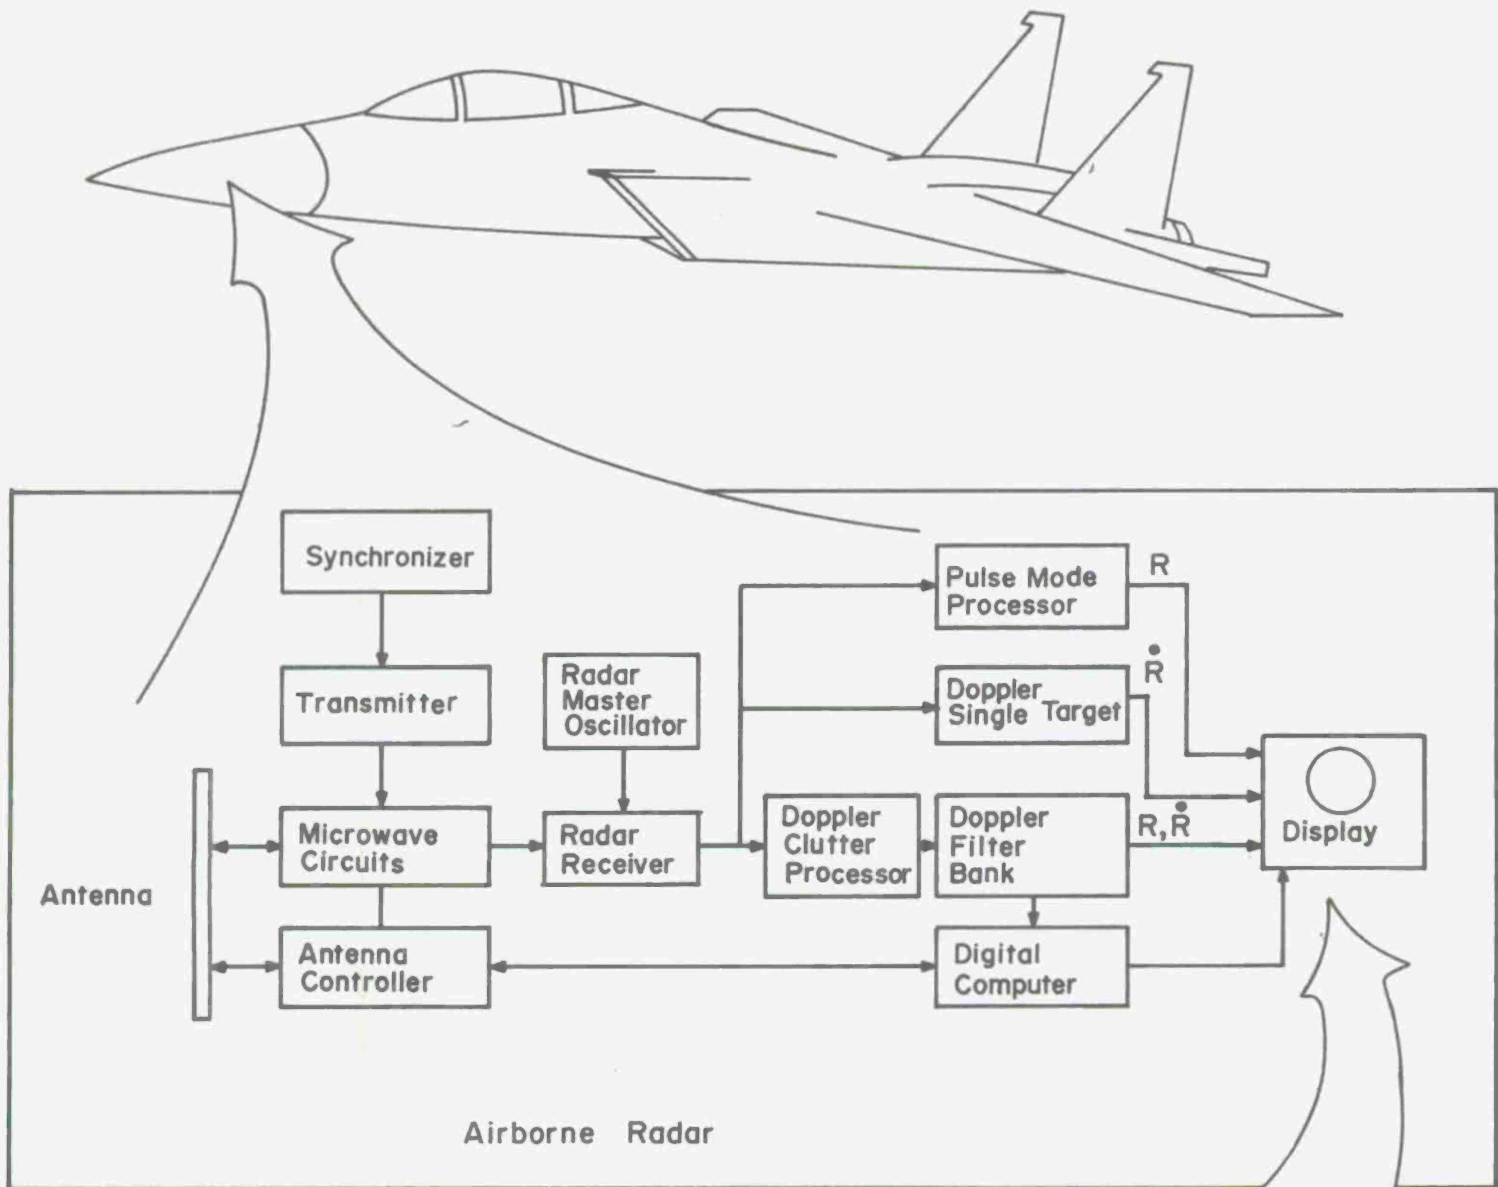 Synchronizer
Transmitter
Radar
Master
Oscillator
Microwave
Circuits
Radar
Receiver
Antenna
Antenna
Controller
Pulse Mode
Processor
R
Doppler
Single Target
Ṙ
Doppler
Clutter
Processor
Doppler
Filter
Bank
R, Ṙ
Digital
Computer
Display
Airborne Radar